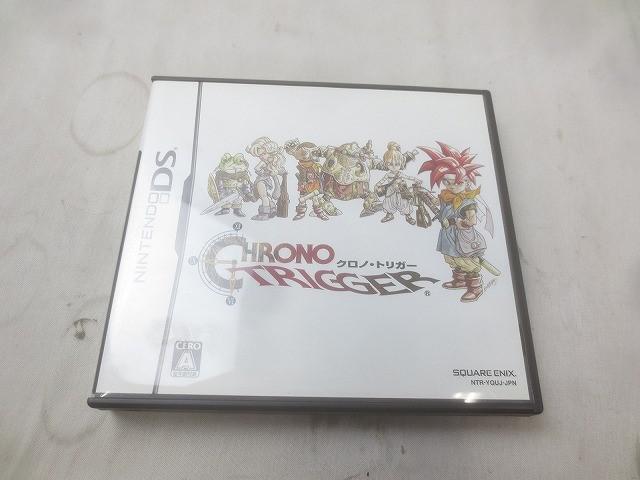 NINTENDO DS
CHRONO
クロノ・トリガー
TRIGGER®
CERO
A
SQUARE ENIX.
NTR-YQUJ-JPN